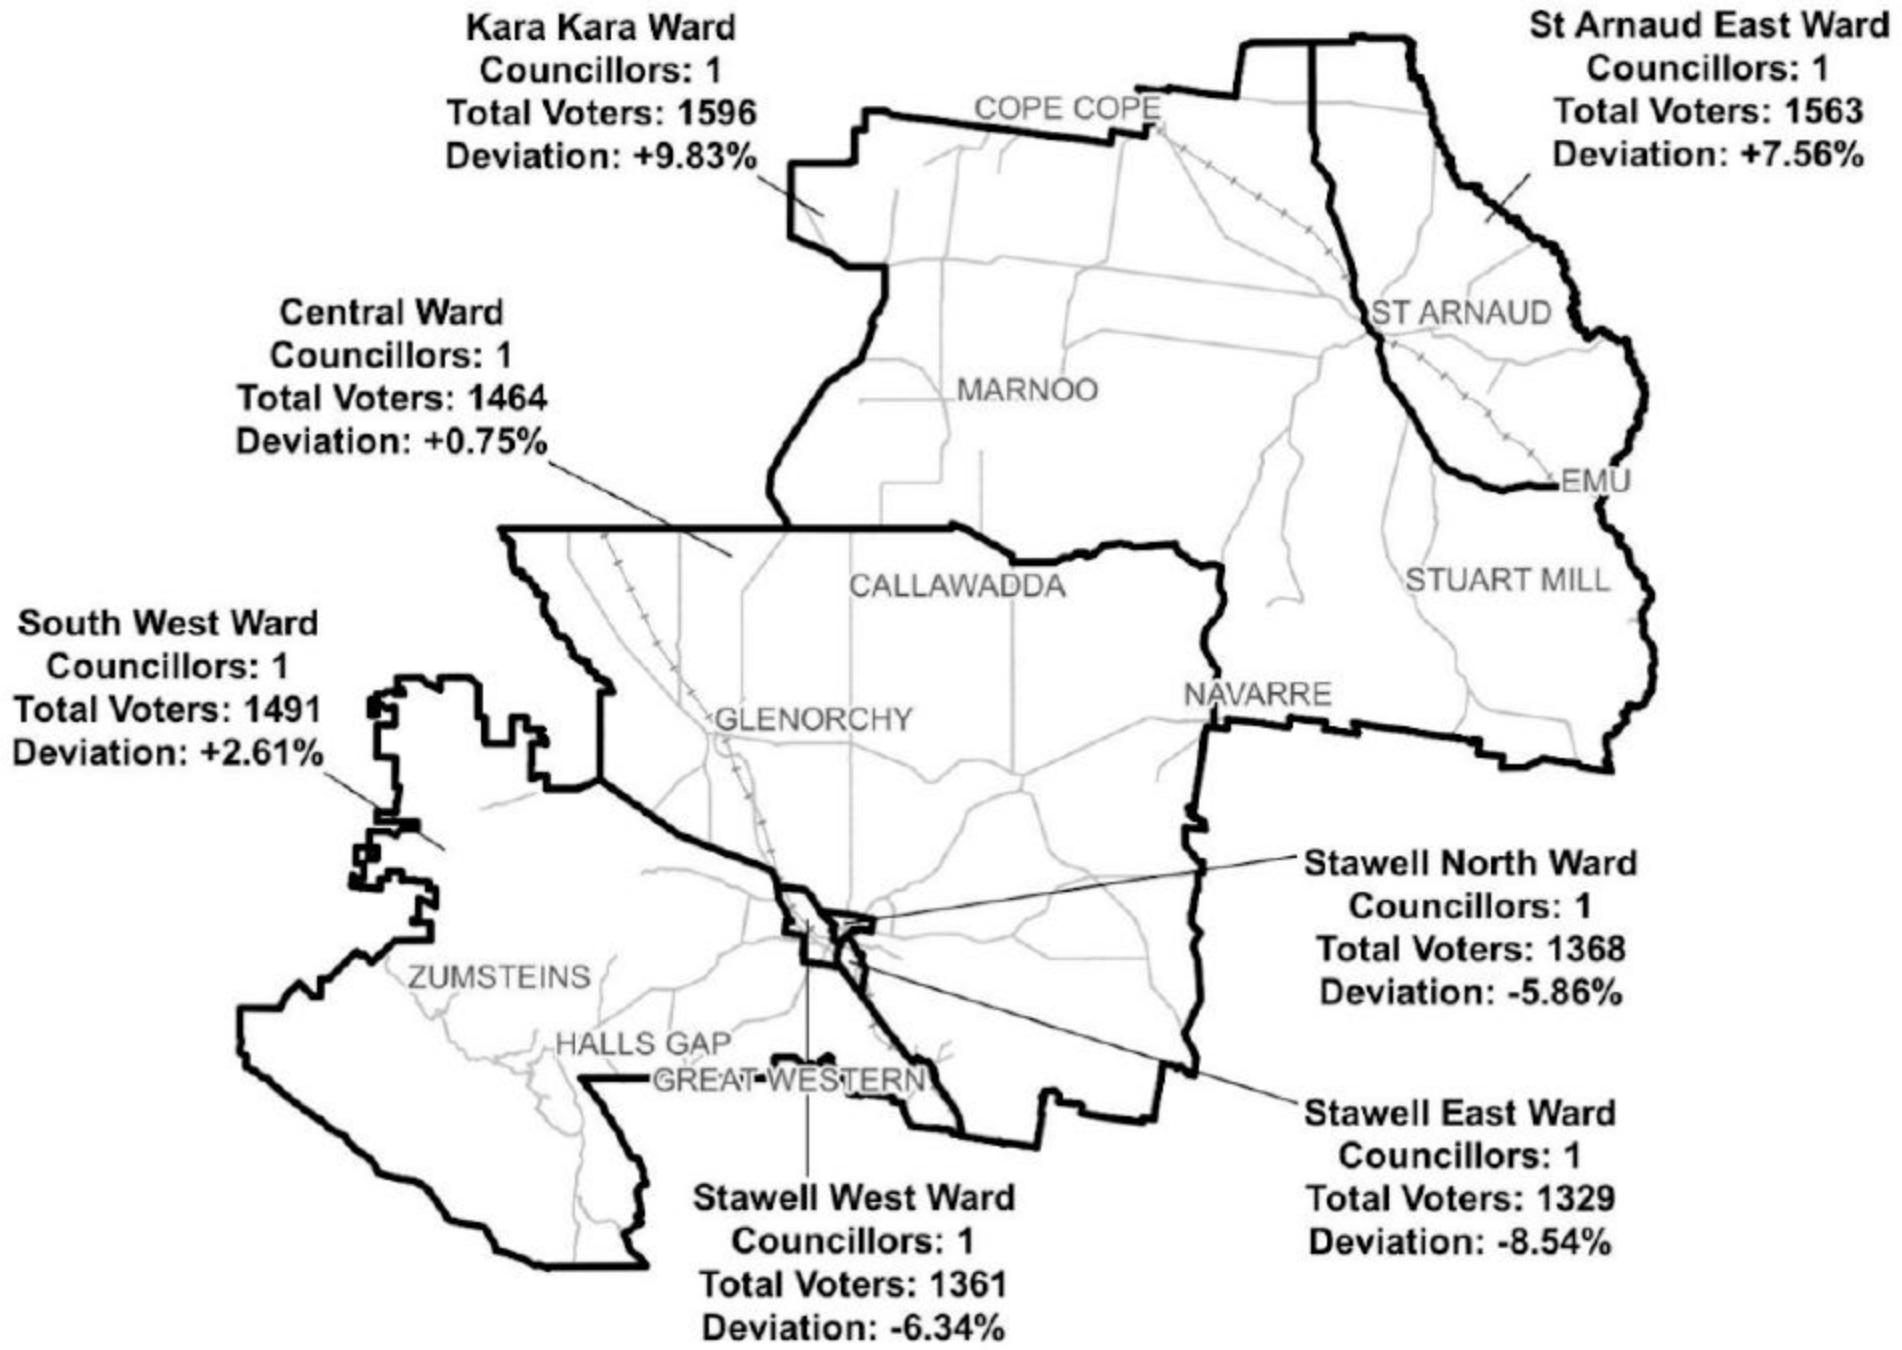 Kara Kara Ward
Councillors: 1
Total Voters: 1596
Deviation: +9.83%
St Arnaud East Ward
Councillors: 1
Total Voters: 1563
Deviation: +7.56%
COPE COPE
Central Ward
Councillors: 1
Total Voters: 1464
Deviation: +0.75%
ST ARNAUD
MARNOO
EMU
CALLAWADDA
STUART MILL
South West Ward
Councillors: 1
Total Voters: 1491
Deviation: +2.61%
NAVARRE
GLENORCHY
Stawell North Ward
Councillors: 1
Total Voters: 1368
Deviation: -5.86%
ZUMSTEINS
HALLS GAP
GREAT WESTERN
Stawell East Ward
Councillors: 1
Total Voters: 1329
Deviation: -8.54%
Stawell West Ward
Councillors: 1
Total Voters: 1361
Deviation: -6.34%